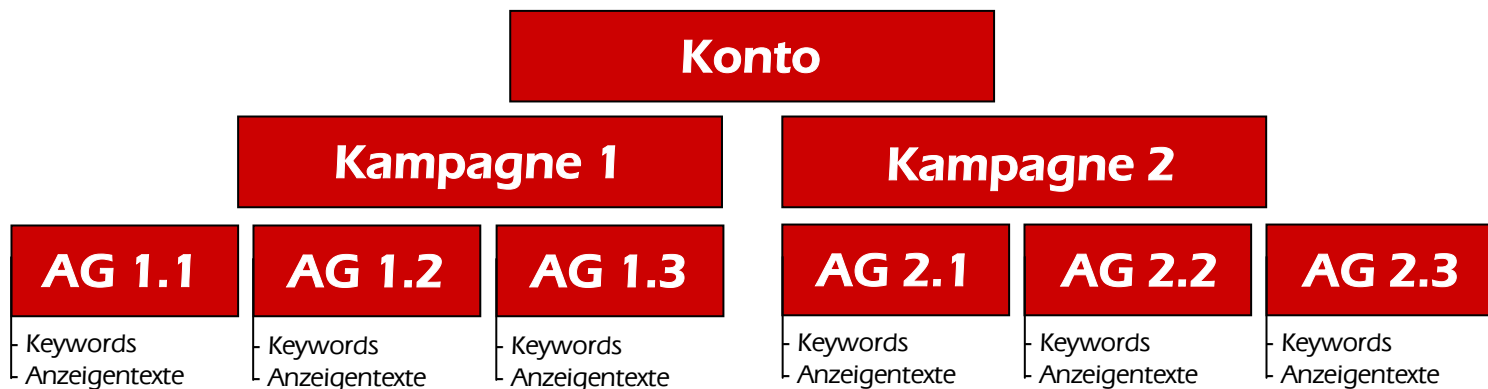 Konto
Kampagne 1
Kampagne 2
AG 1.1
AG 1.2
AG 1.3
AG 2.1
AG 2.2
AG 2.3
- Keywords
- Anzeigentexte
- Keywords
- Anzeigentexte
- Keywords
- Anzeigentexte
- Keywords
- Anzeigentexte
- Keywords
- Anzeigentexte
- Keywords
- Anzeigentexte